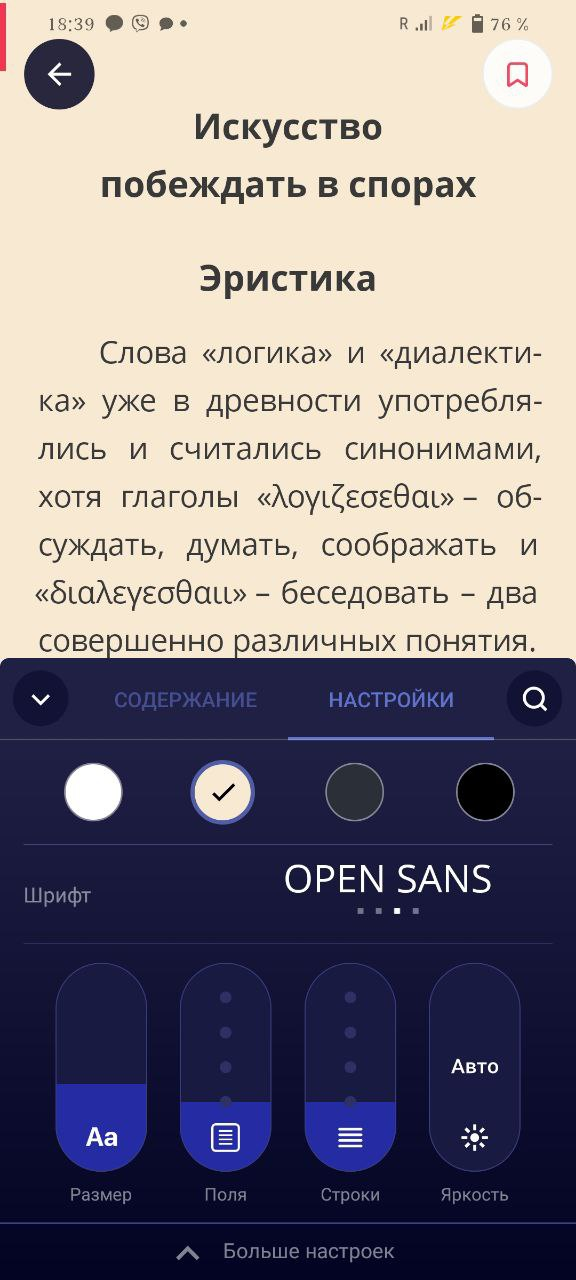 18:39
R 76 %
Искусство
побеждать в спорах
Эристика
Слова «логика» и «диалекти-
ка» уже в древности употребля-
лись и считались синонимами,
хотя глаголы «λογιζεσεθαι» – об-
суждать, думать, соображать и
«διαλεγεσθαιι» – беседовать – два
совершенно различных понятия.
СОДЕРЖАНИЕ НАСТРОЙКИ
Шрифт OPEN SANS
Авто
Aa
Размер Поля Строки Яркость
Больше настроек